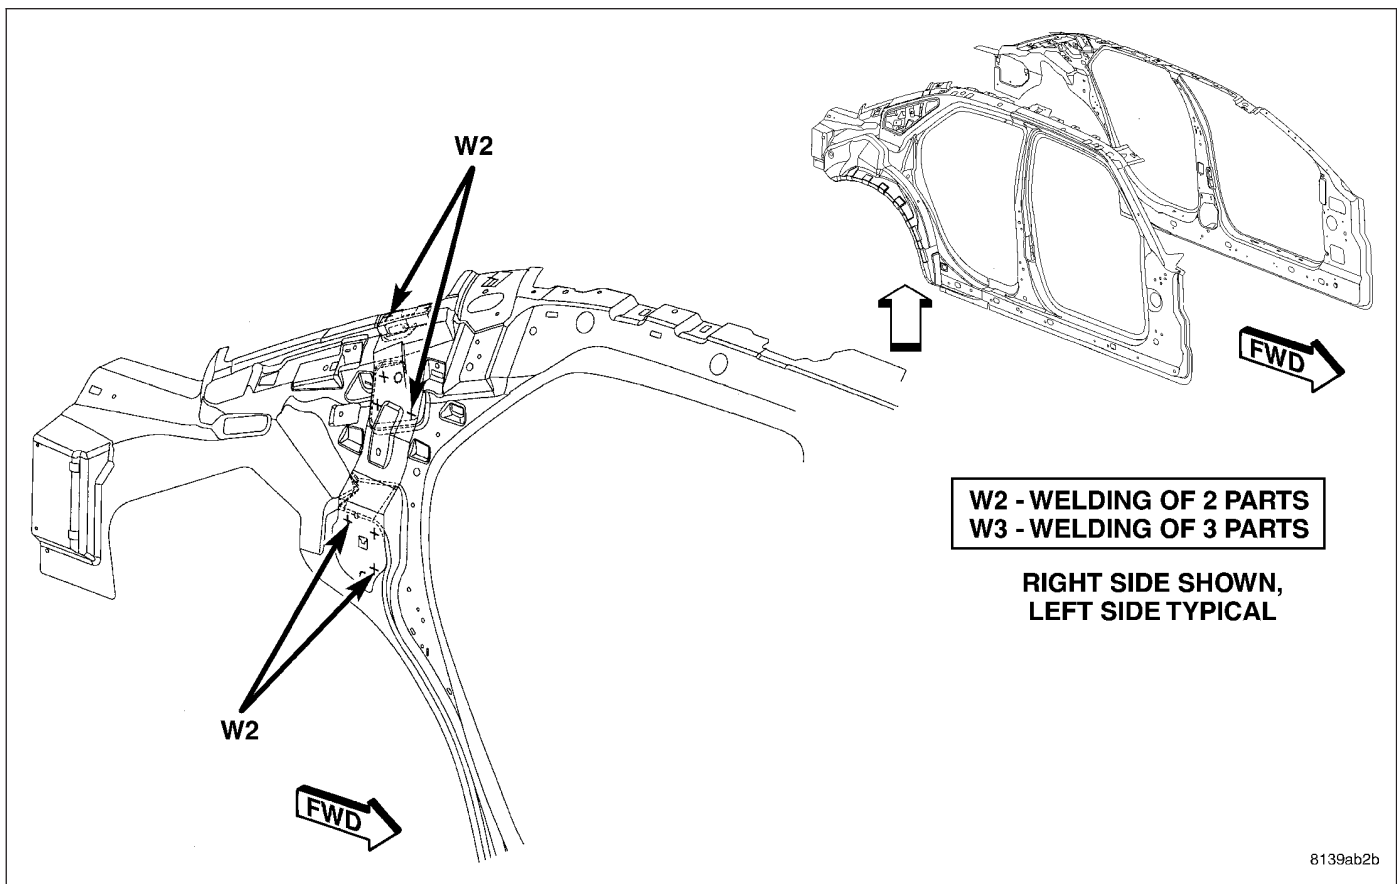 W2
FWD
W2 - WELDING OF 2 PARTS
W3 - WELDING OF 3 PARTS
RIGHT SIDE SHOWN,
LEFT SIDE TYPICAL
W2
FWD
8139ab2b